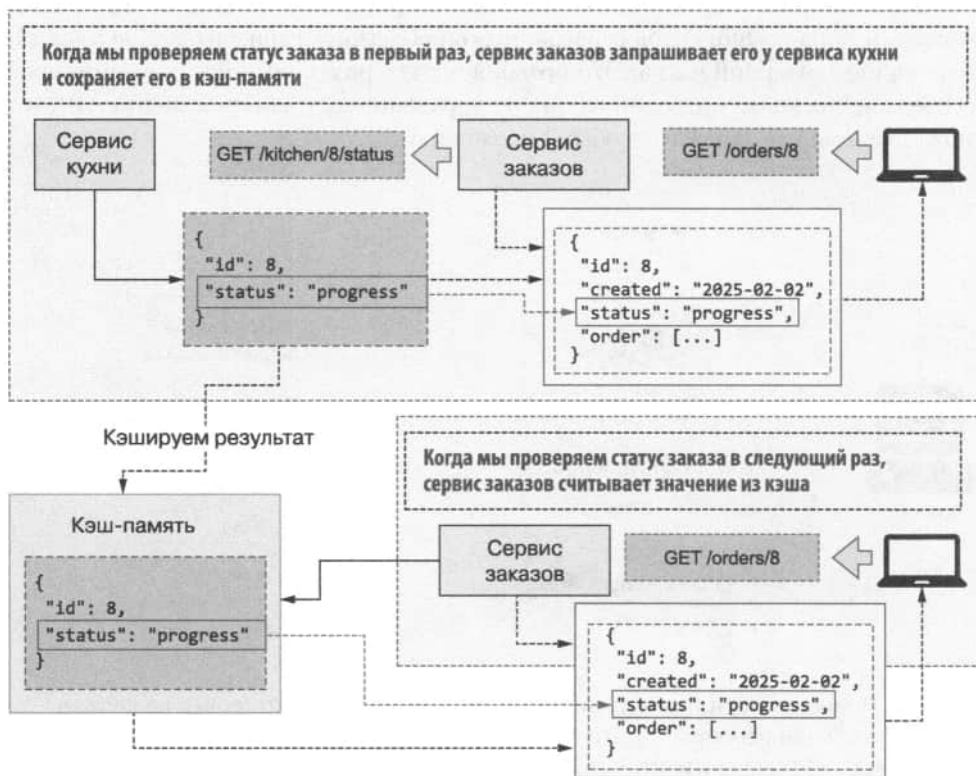 Когда мы проверяем статус заказа в первый раз, сервис заказов запрашивает его у сервиса кухни
и сохраняет его в кэш-памяти
Сервис
кухни
GET /kitchen/8/status
Сервис
заказов
GET /orders/8
{
"id": 8,
"status": "progress"
}
{
"id": 8,
"created": "2025-02-02",
"status": "progress",
"order": [...]
}
Кэшируем результат
Когда мы проверяем статус заказа в следующий раз,
сервис заказов считывает значение из кэша
Кэш-память
{
"id": 8,
"status": "progress"
}
Сервис
заказов
GET /orders/8
{
"id": 8,
"created": "2025-02-02",
"status": "progress",
"order": [...]
}